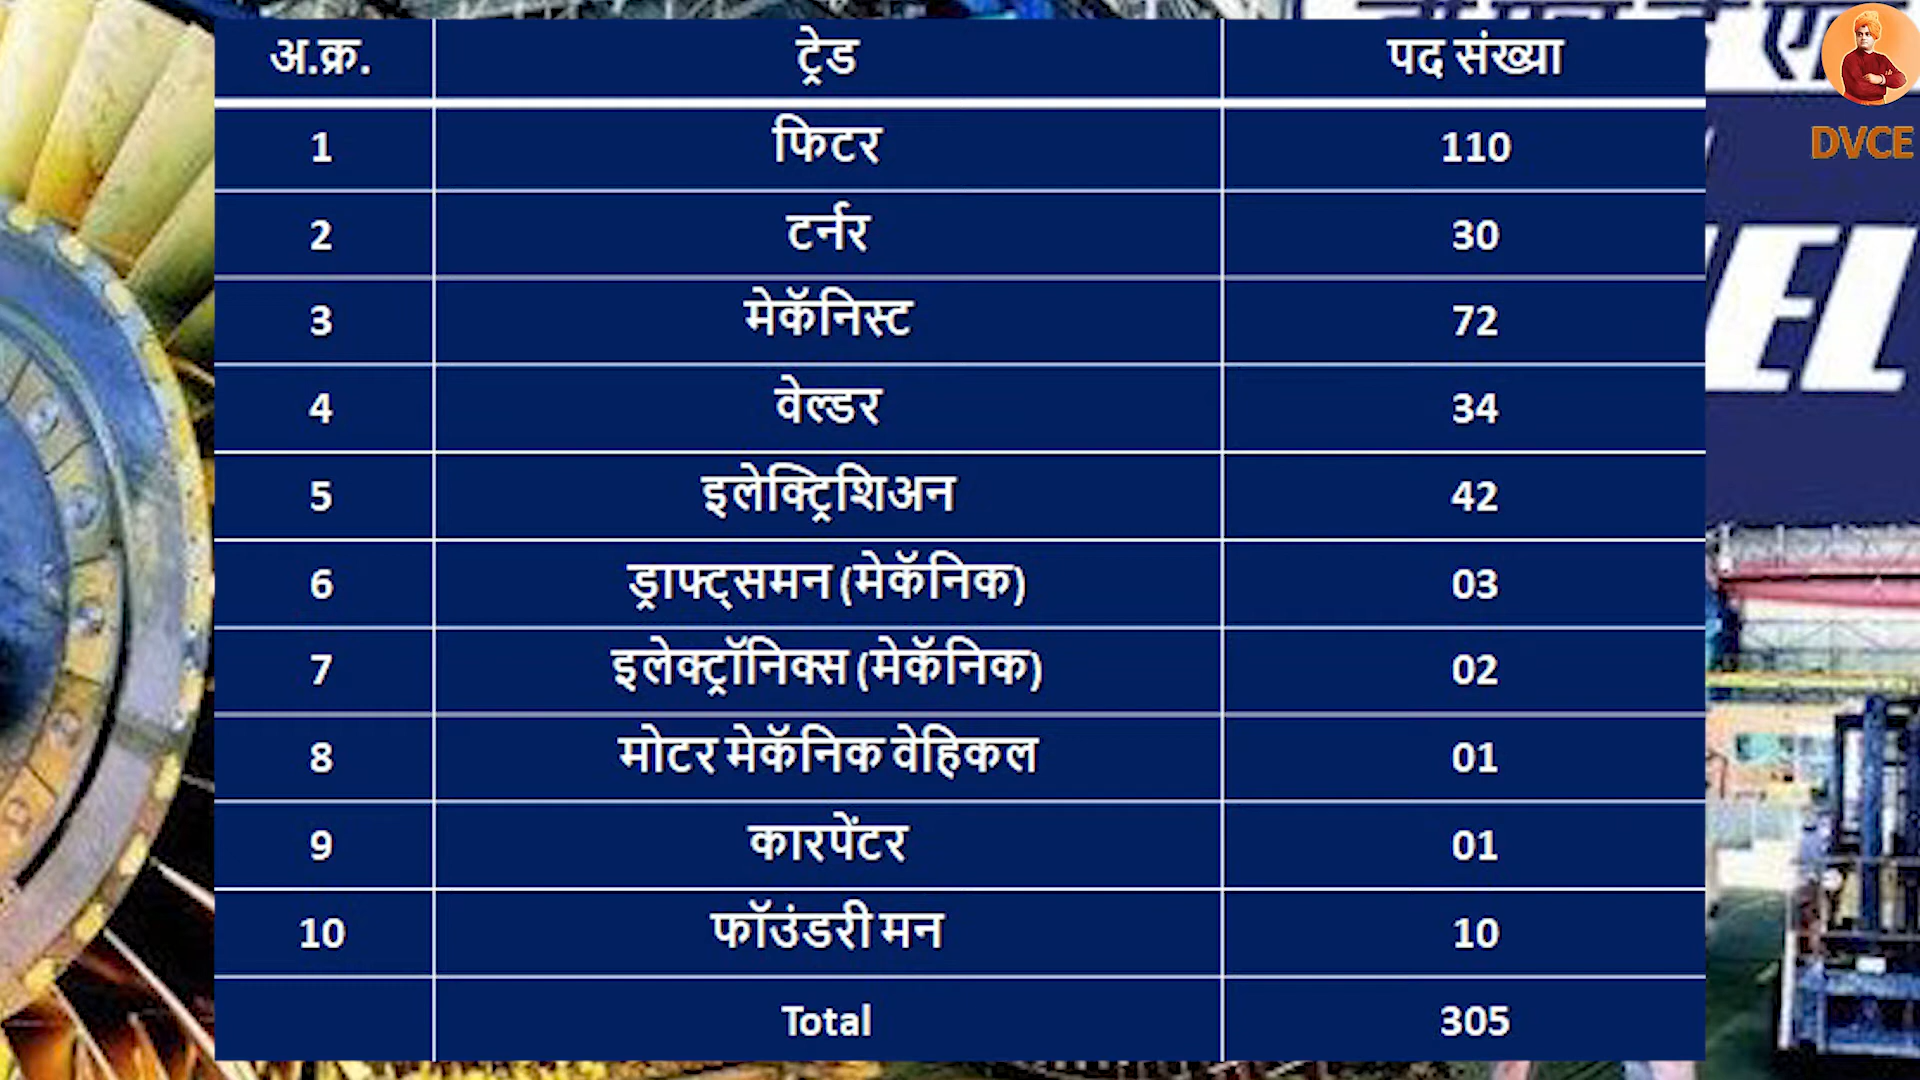 अ.क्र. ट्रेड पद संख्या
1 फिटर 110
2 टर्नर 30
3 मेकॅनिस्ट 72
4 वेल्डर 34
5 इलेक्ट्रिशिअन 42
6 ड्राफ्ट्समन (मेकॅनिक) 03
7 इलेक्ट्रॉनिक्स (मेकॅनिक) 02
8 मोटर मेकॅनिक वेहिकल 01
9 कारपेंटर 01
10 फॉउंडरी मन 10
Total 305
DVCE